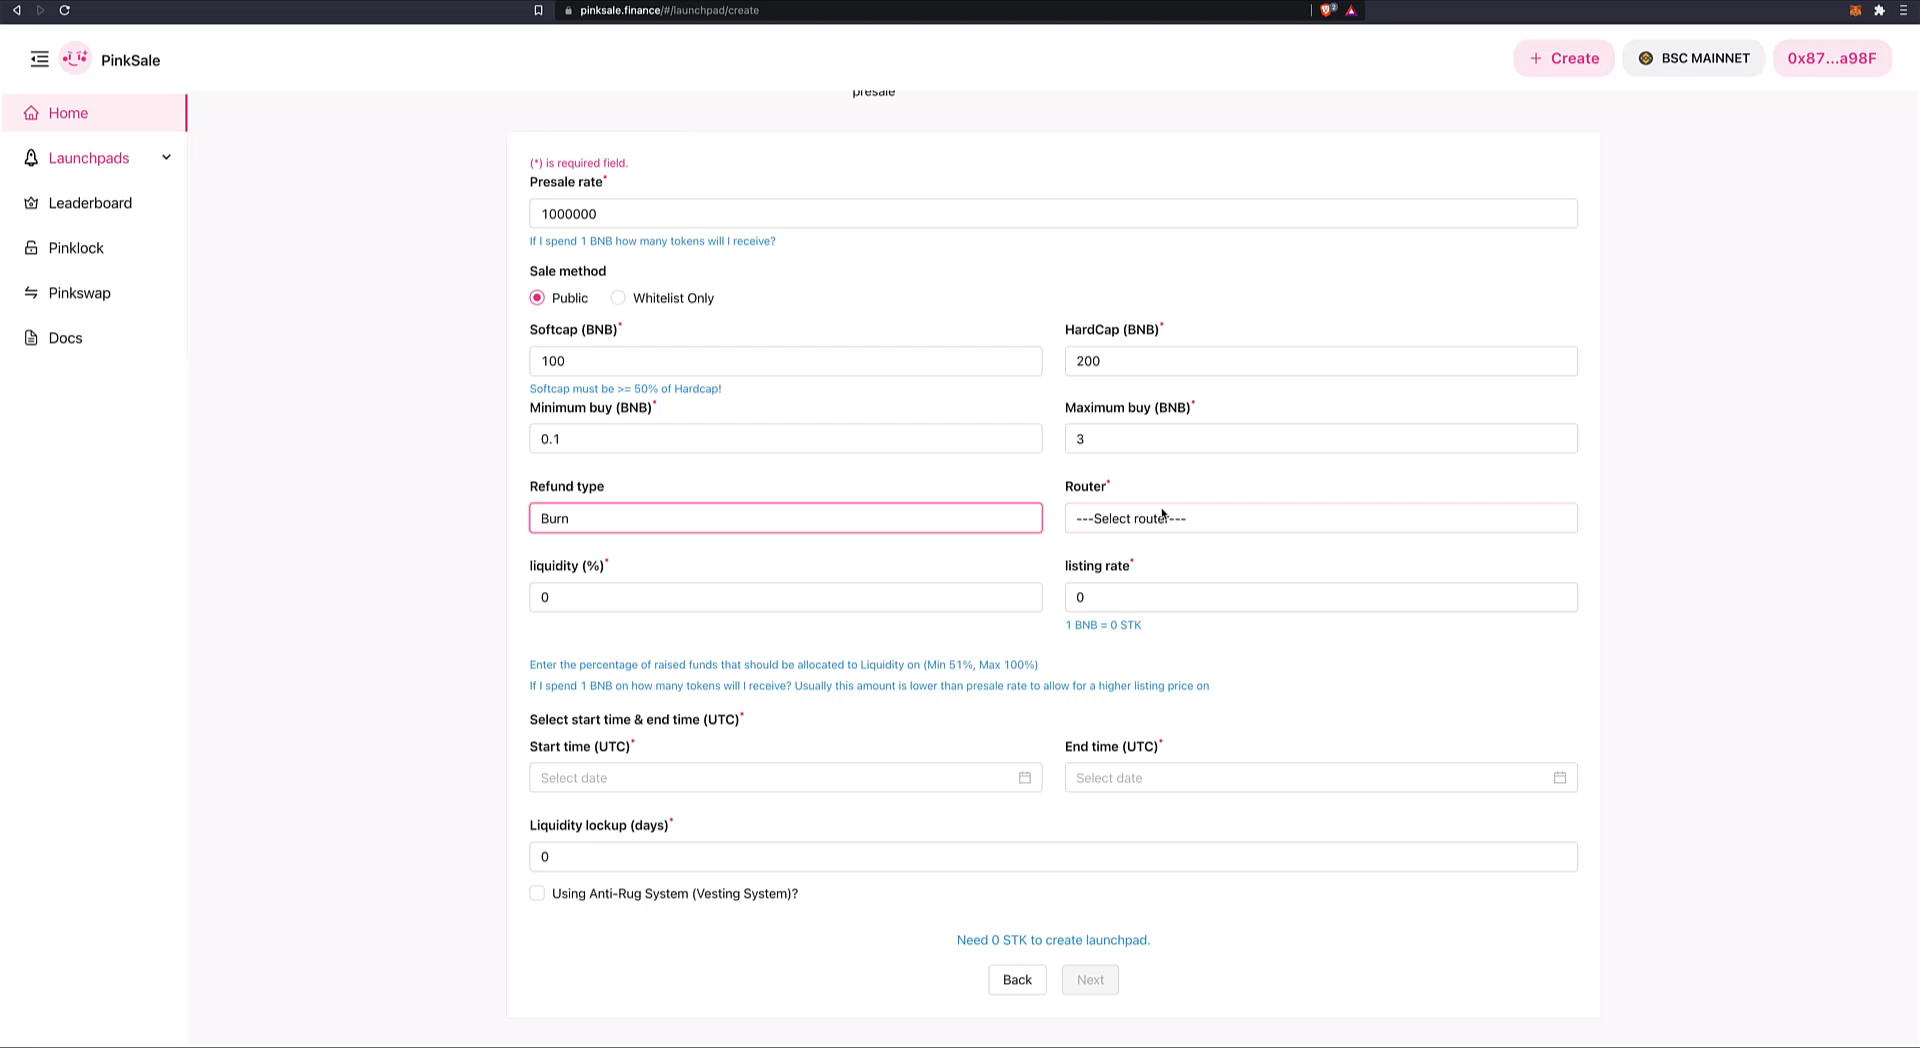 pinksale.finance/#/launchpad/create
2
PinkSale
+ Create
BSC MAINNET
0x87...a98F
Home
Launchpads
Leaderboard
Pinklock
Pinkswap
Docs
presale
(*) is required field.
Presale rate*
1000000
If I spend 1 BNB how many tokens will I receive?
Sale method
Public
Whitelist Only
Softcap (BNB)*
HardCap (BNB)*
100
200
Softcap must be >= 50% of Hardcap!
Minimum buy (BNB)*
Maximum buy (BNB)*
0.1
3
Refund type
Router*
Burn
---Select router---
liquidity (%)*
listing rate*
0
0
1 BNB = 0 STK
Enter the percentage of raised funds that should be allocated to Liquidity on (Min 51%, Max 100%)
If I spend 1 BNB on how many tokens will I receive? Usually this amount is lower than presale rate to allow for a higher listing price on
Select start time & end time (UTC)*
Start time (UTC)*
End time (UTC)*
Select date
Select date
Liquidity lockup (days)*
0
Using Anti-Rug System (Vesting System)?
Need 0 STK to create launchpad.
Back
Next